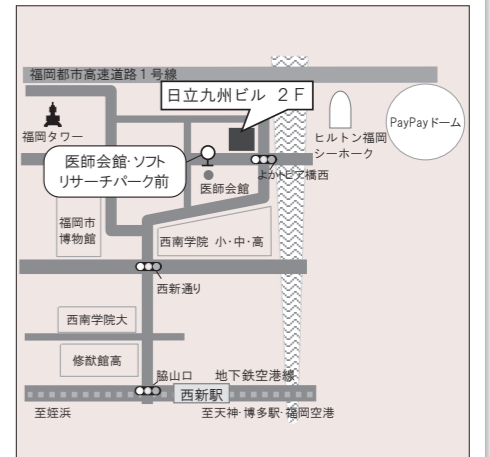 福岡都市高速道路1号線
日立九州ビル 2F
福岡タワー
ヒルトン福岡
シーホーク
PayPayドーム
医師会館・ソフト
リサーチパーク前
医師会館
よかトピア橋西
福岡市
博物館
西南学院 小・中・高
西新通り
西南学院大
修猷館高
脇山口
地下鉄空港線
西新駅
至姪浜
至天神・博多駅・福岡空港